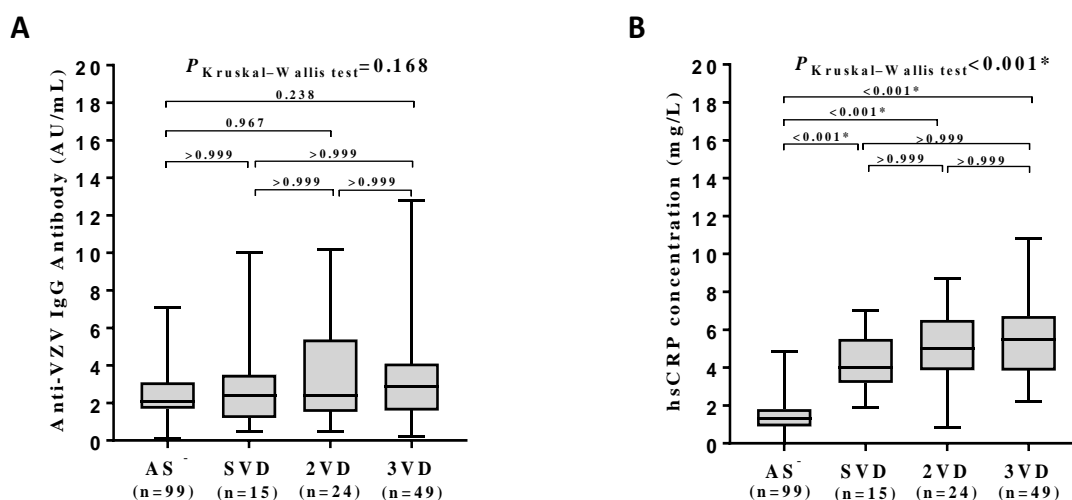 A
P Kruskal–Wallis test=0.168
0.238
0.967
>0.999
>0.999
>0.999
>0.999
Anti-VZV IgG Antibody (AU/mL)
20
18
16
14
12
10
8
6
4
2
0
AS-
SVD
2VD
3VD
(n=99)
(n=15)
(n=24)
(n=49)
B
P Kruskal–Wallis test<0.001*
<0.001*
<0.001*
<0.001*
>0.999
>0.999
>0.999
hsCRP concentration (mg/L)
20
18
16
14
12
10
8
6
4
2
0
AS-
SVD
2VD
3VD
(n=99)
(n=15)
(n=24)
(n=49)